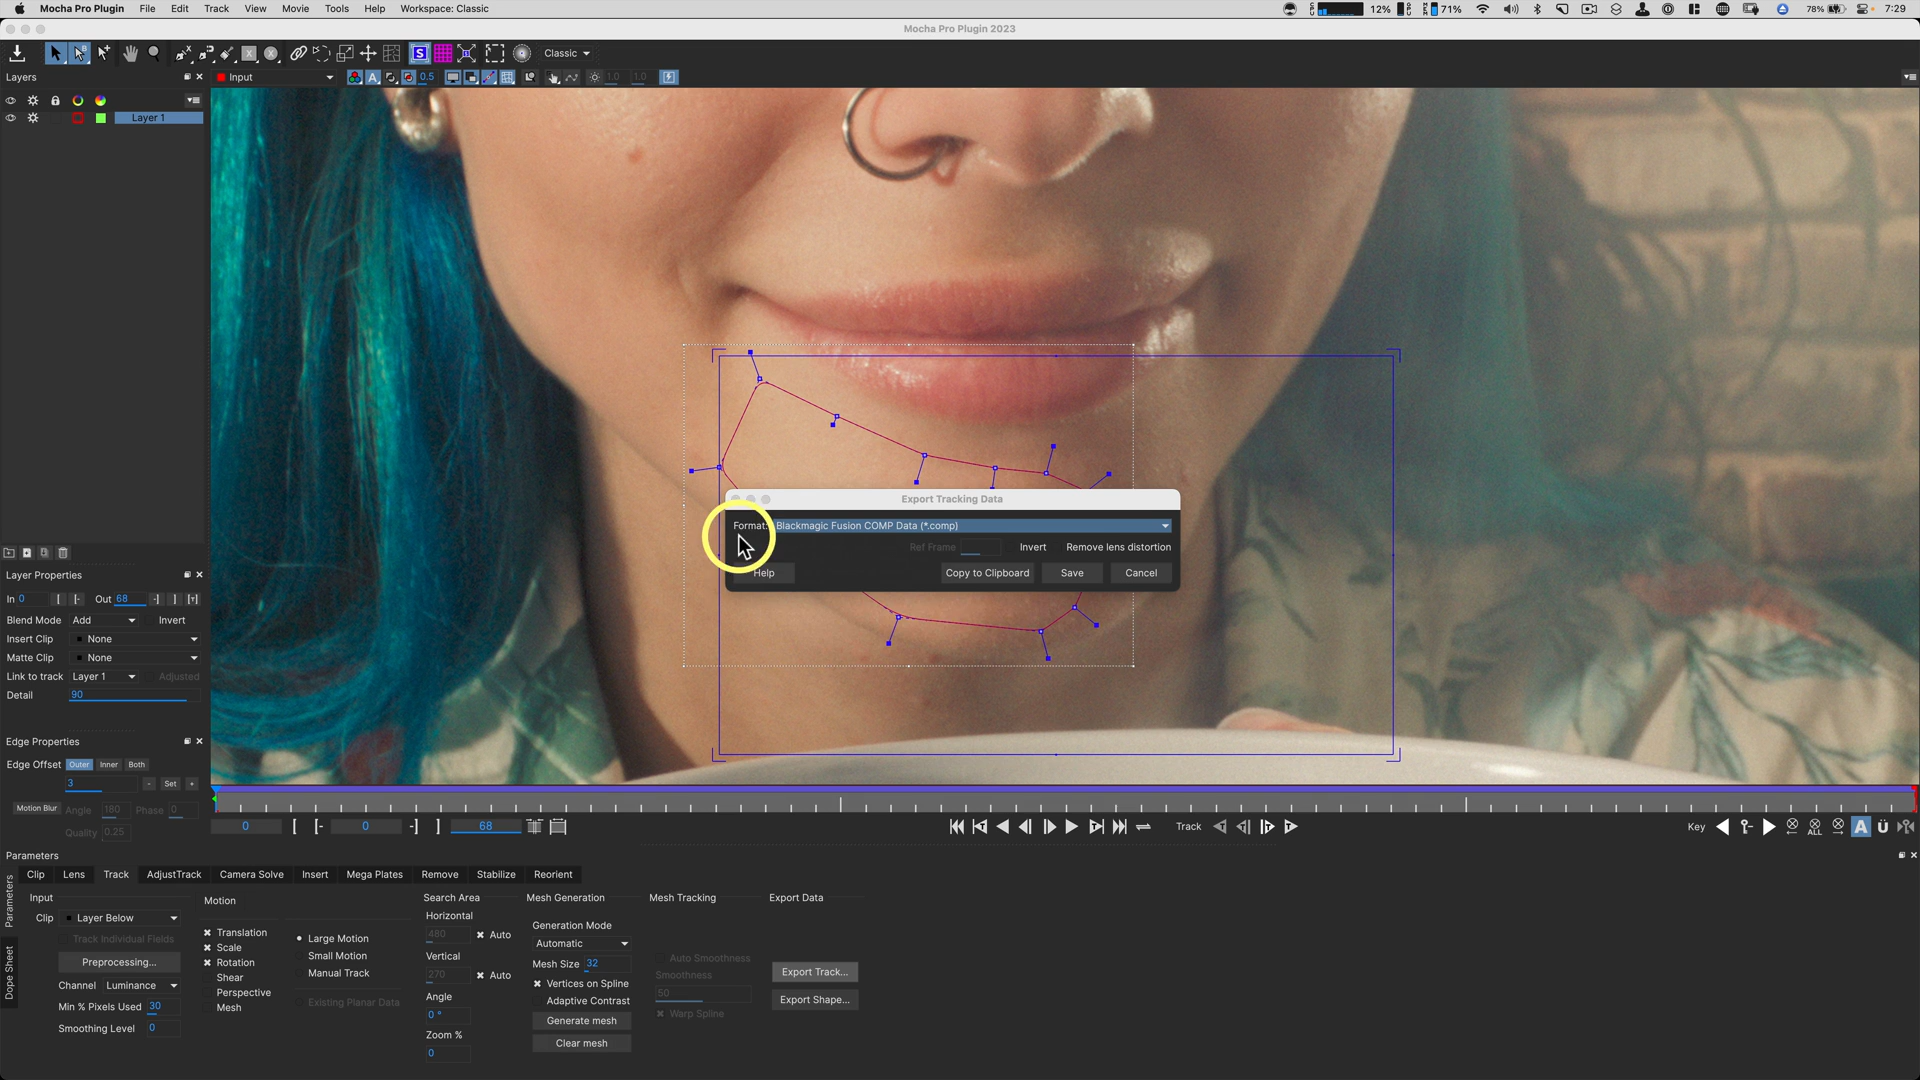 Mocha Pro Plugin File Edit Track View Movie Tools Help Workspace: Classic 12% 71% 78% 7:29
Mocha Pro Plugin 2023
Classic
Layers Input A 0.5 1.0 1.0
Layer 1
Format: Export Tracking Data
Blackmagic Fusion COMP Data (*.comp)
Ref Frame Invert Remove lens distortion
Help Copy to Clipboard Save Cancel
Layer Properties
In 0 Out 68
Blend Mode Add Invert
Insert Clip None
Matte Clip None
Link to track Layer 1 Adjusted
Detail 90
Edge Properties
Edge Offset Outer Inner Both
3 - Set +
Motion Blur Angle 180 Phase 0
Quality 0.25
0 0 68 Track Key ALL A Ü
Parameters
Clip Lens Track AdjustTrack Camera Solve Insert Mega Plates Remove Stabilize Reorient
Parameters
Dope Sheet
Input
Clip Layer Below
Track Individual Fields
Preprocessing...
Channel Luminance
Min % Pixels Used 30
Smoothing Level 0
Motion
Translation
Scale
Rotation
Shear
Perspective
Mesh
Large Motion
Small Motion
Manual Track
Existing Planar Data
Search Area
Horizontal
480 Auto
Vertical
270 Auto
Angle
0 °
Zoom %
0
Mesh Generation
Generation Mode
Automatic
Mesh Size 32
Vertices on Spline
Adaptive Contrast
Generate mesh
Clear mesh
Mesh Tracking
Auto Smoothness
Smoothness
50
Warp Spline
Export Data
Export Track...
Export Shape...